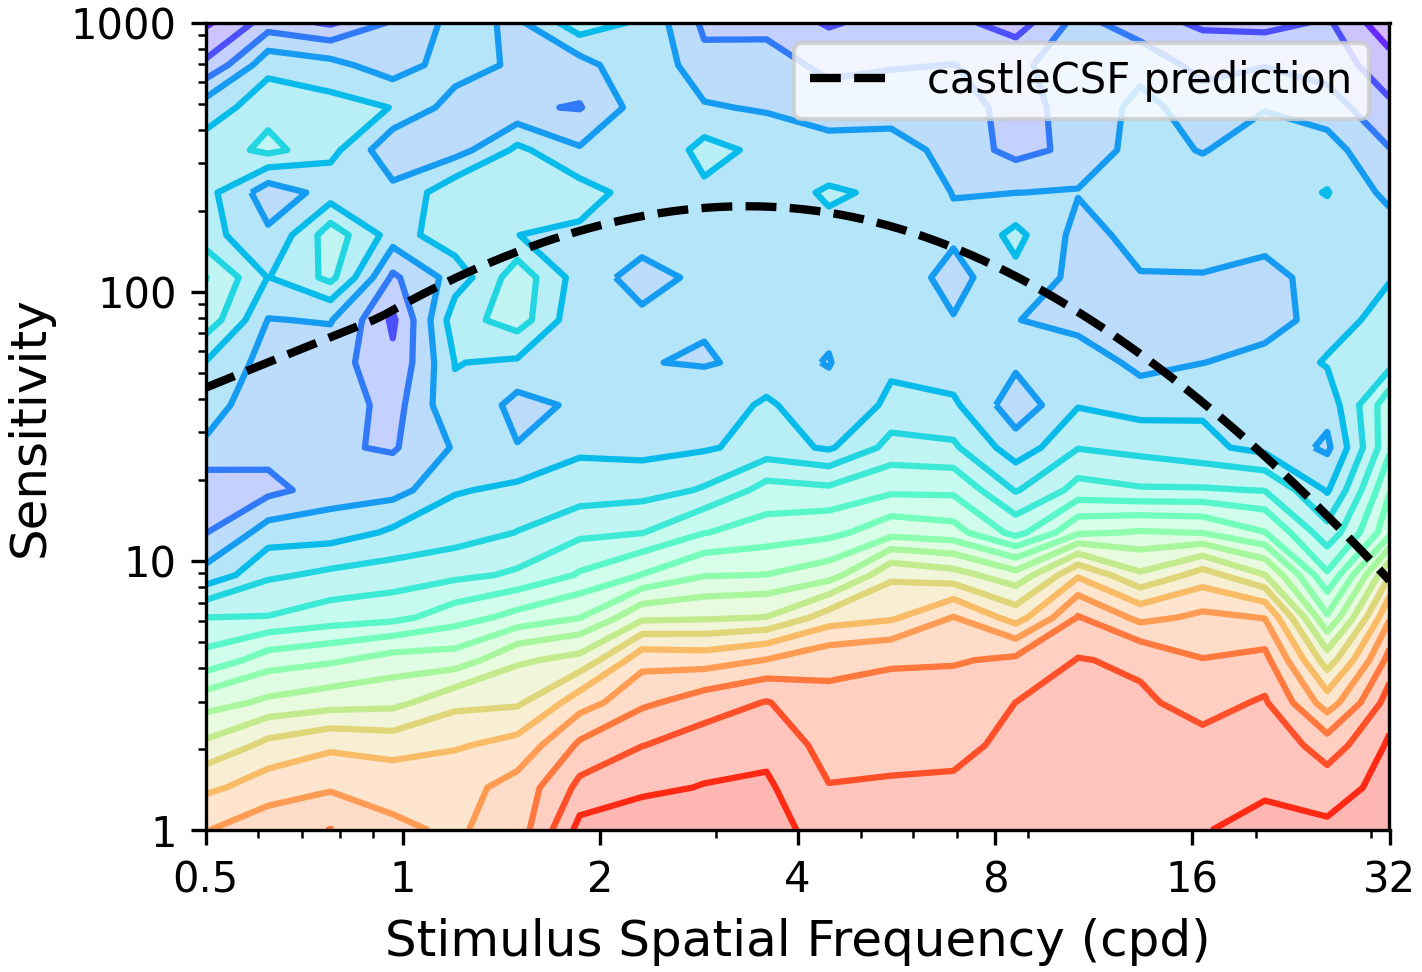 1000
100
10
1
Sensitivity
castleCSF prediction
0.5 1 2 4 8 16 32
Stimulus Spatial Frequency (cpd)